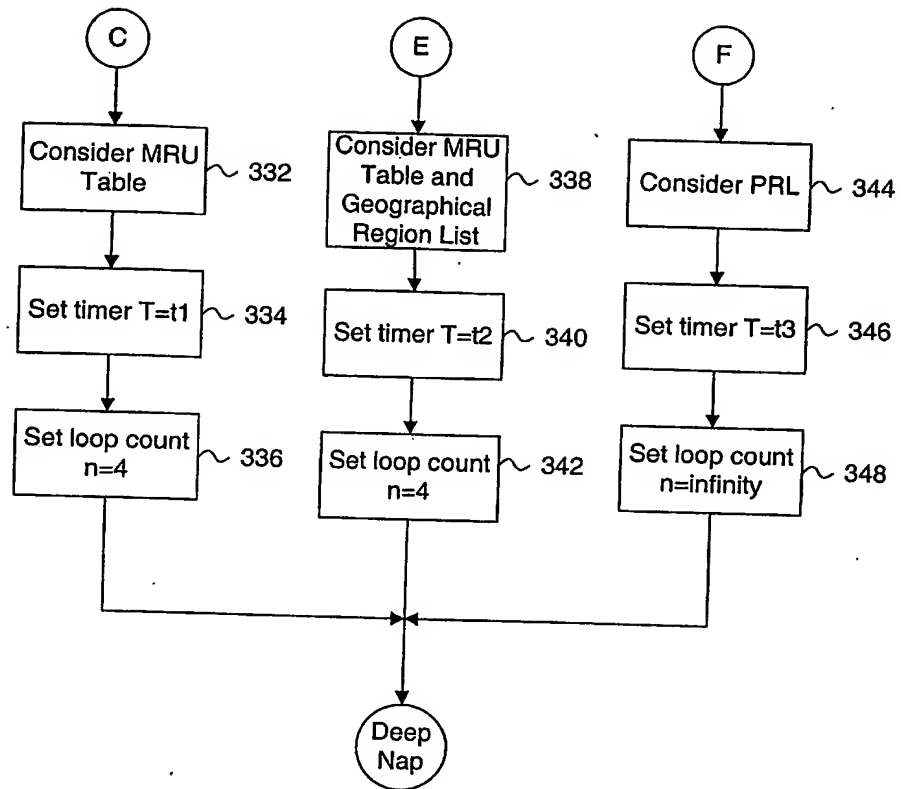 C
Consider MRU
Table
332
Set timer T=t1
334
Set loop count
n=4
336
E
Consider MRU
Table and
Geographical
Region List
338
Set timer T=t2
340
Set loop count
n=4
342
F
Consider PRL
344
Set timer T=t3
346
Set loop count
n=infinity
348
Deep
Nap